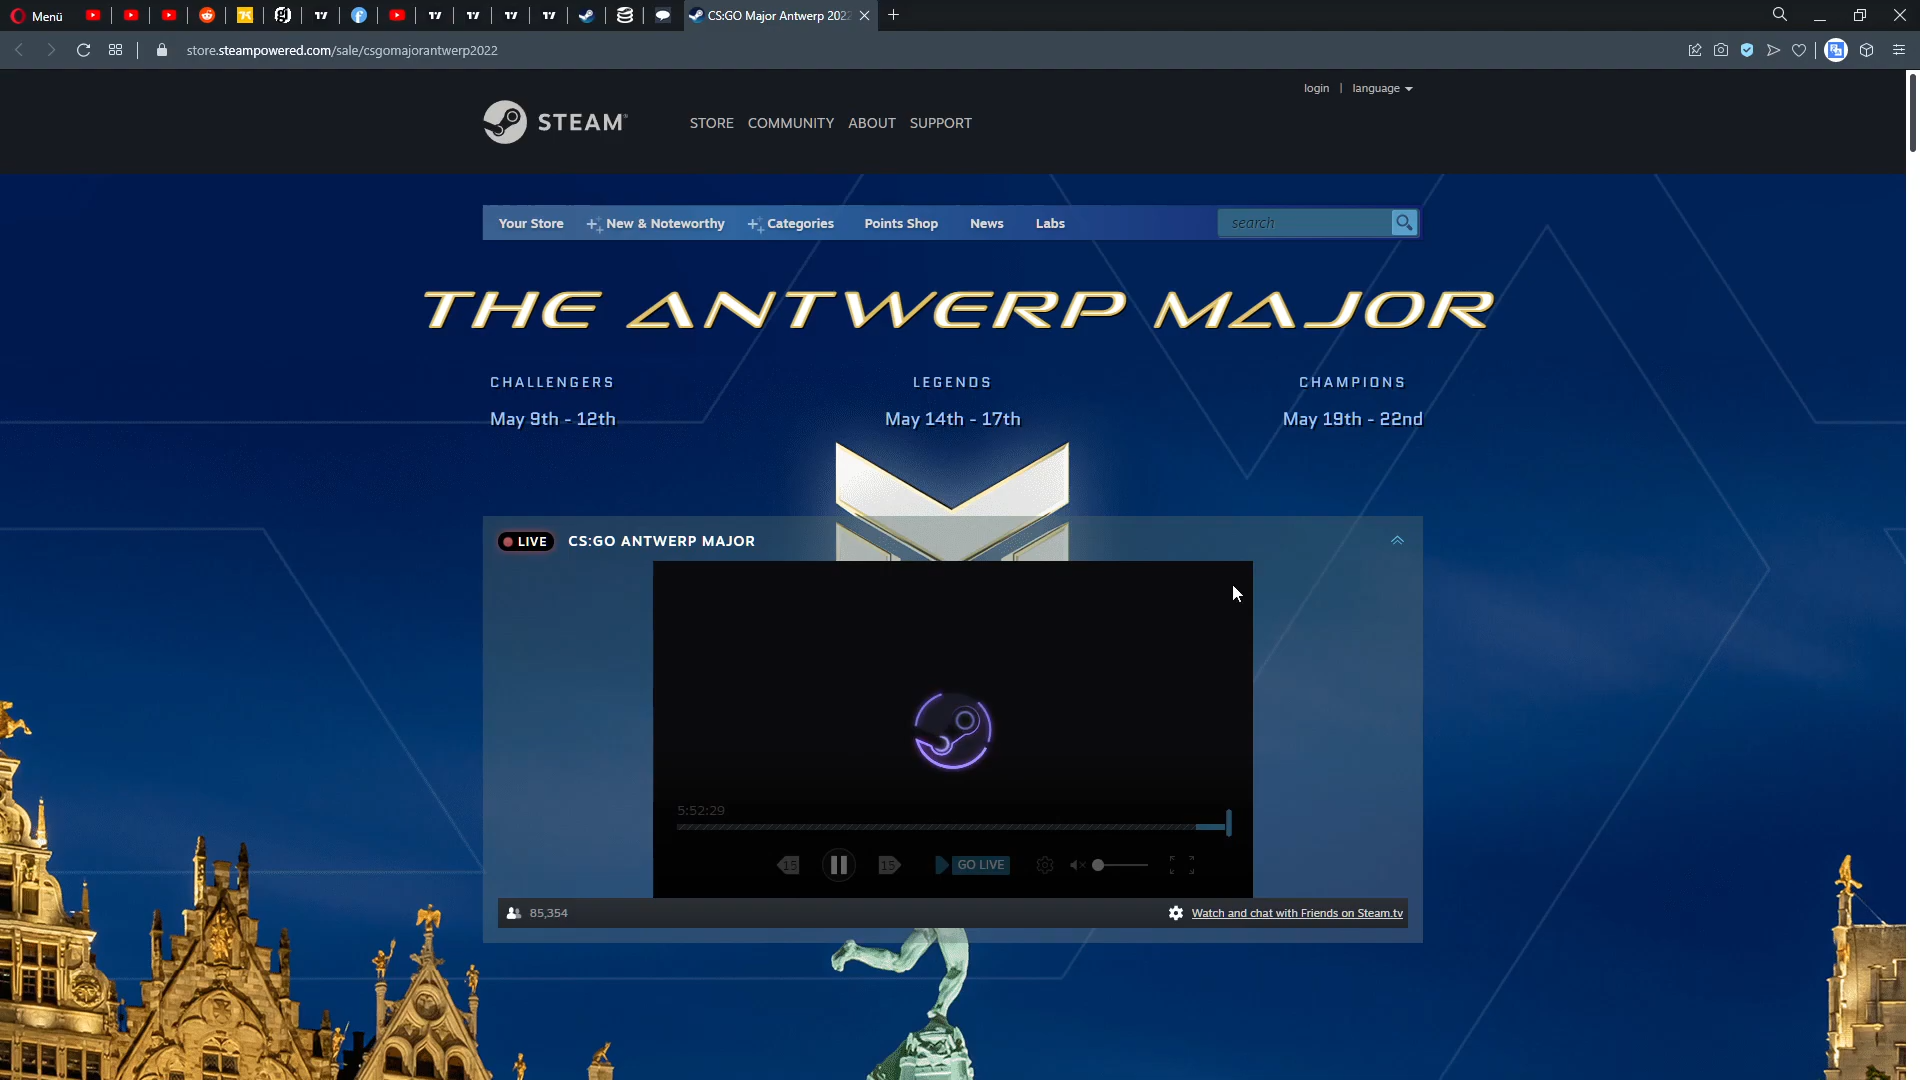 Menü
CS:GO Major Antwerp 202
store.steampowered.com/sale/csgomajorantwerp2022
login | language
STEAM
STORE COMMUNITY ABOUT SUPPORT
Your Store New & Noteworthy Categories Points Shop News Labs search
THE ANTWERP MAJOR
CHALLENGERS LEGENDS CHAMPIONS
May 9th - 12th May 14th - 17th May 19th - 22nd
LIVE CS:GO ANTWERP MAJOR
5:52:29
15 15 GO LIVE
85,354 Watch and chat with Friends on Steam.tv